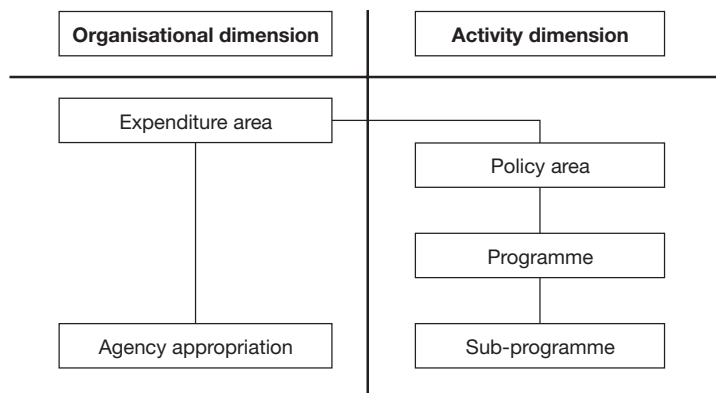 Organisational dimension
Activity dimension
Expenditure area
Policy area
Programme
Agency appropriation
Sub-programme